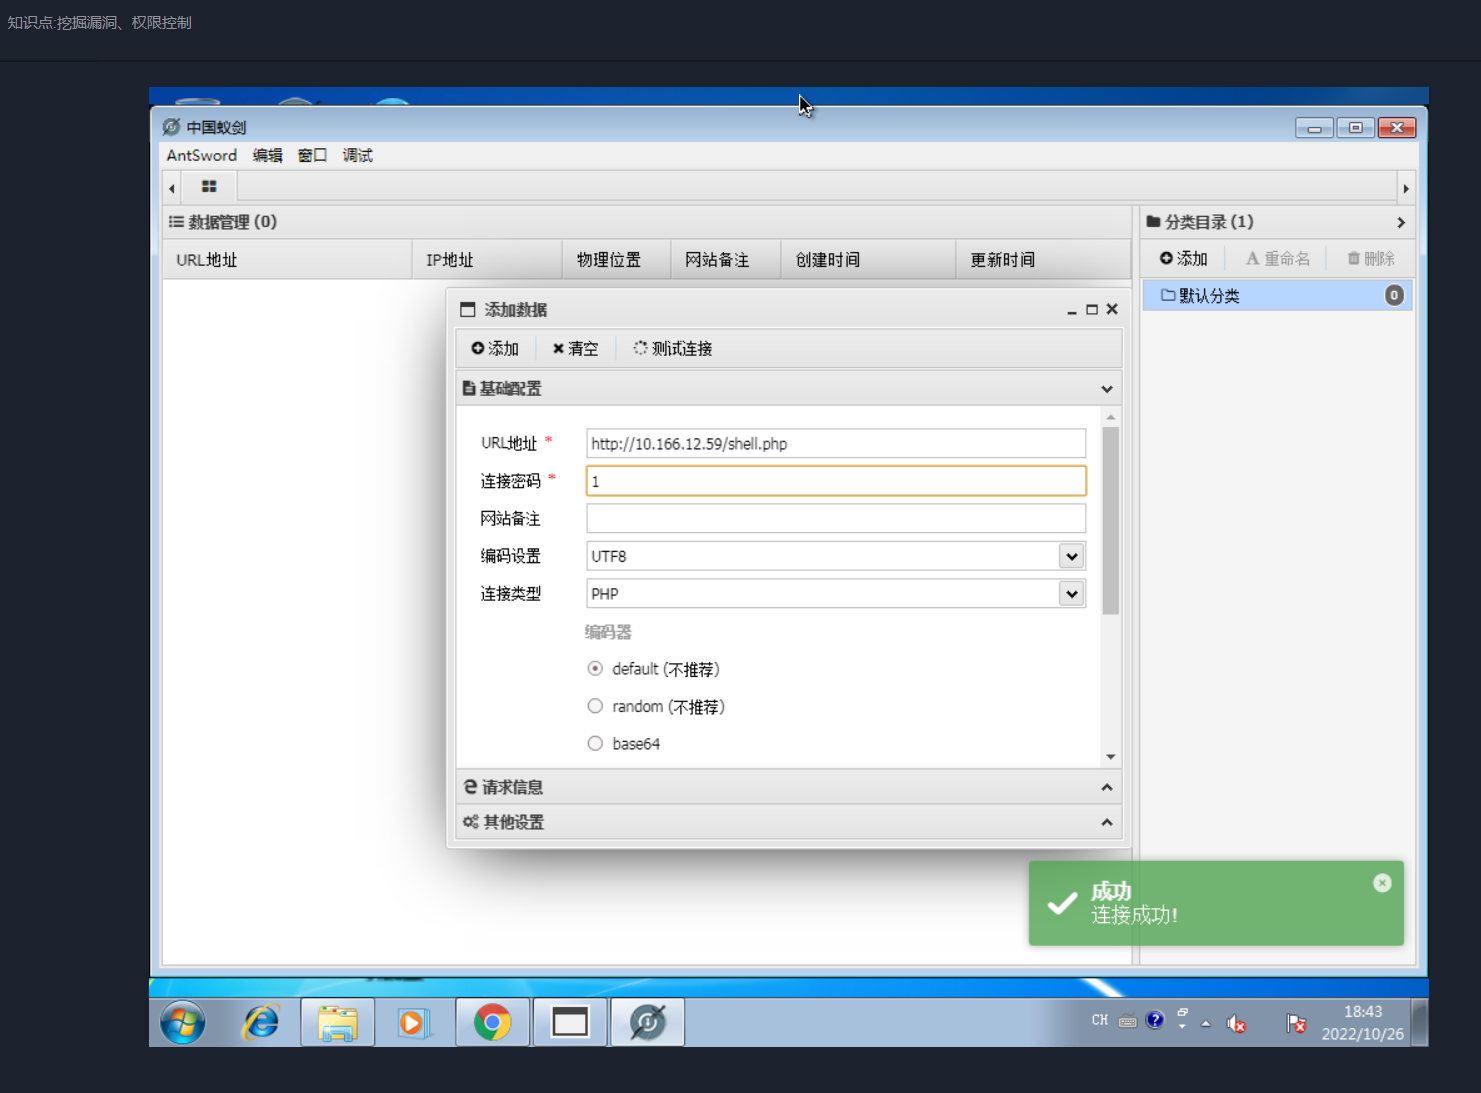 知识点:挖掘漏洞、权限控制
中国蚁剑
AntSword 编辑 窗口 调试
数据管理 (0)
分类目录 (1)
URL地址 IP地址 物理位置 网站备注 创建时间 更新时间
添加 重命名 删除
默认分类 0
添加数据
添加 清空 测试连接
基础配置
URL地址 * http://10.166.12.59/shell.php
连接密码 * 1
网站备注
编码设置 UTF8
连接类型 PHP
编码器
default (不推荐)
random (不推荐)
base64
请求信息
其他设置
成功
连接成功!
CH
18:43
2022/10/26